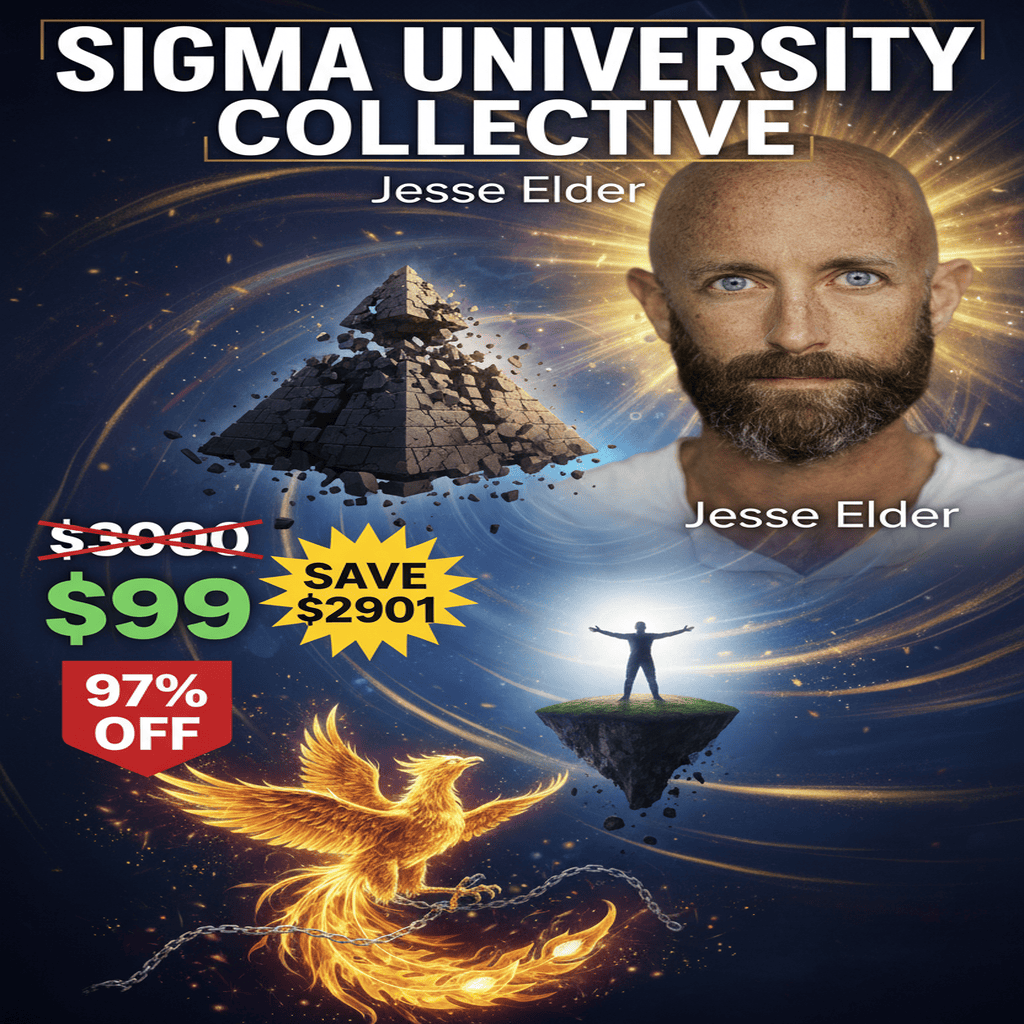 SIGMA UNIVERSITY
COLLECTIVE
Jesse Elder
Jesse Elder
$3000
$99
SAVE
$2901
97%
OFF